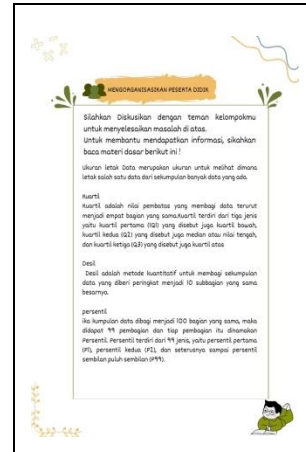 MENGORGANISASIKAN PESERTA DIDIK
Silahkan Diskusikan dengan teman kelompokmu
untuk menyelesaikan masalah di atas.
Untuk membantu mendapatkan informasi, sikahkan
baca materi dasar berikut ini !
Ukuran letak Data merupakan ukuran untuk melihat dimana
letak salah satu data dari sekumpulan banyak data yang ada.
Kuartil
Kuartil adalah nilai pembatas yang membagi data terurut
menjadi empat bagian yang sama.Kuartil terdiri dari tiga jenis
yaitu kuartil pertama (Q1) yang disebut juga kuartil bawah,
kuartil kedua (Q2) yang disebut juga median atau nilai tengah,
dan kuartil ketiga (Q3) yang disebut juga kuartil atas
Desil
Desil adalah metode kuantitatif untuk membagi sekumpulan
data yang diberi peringkat menjadi 10 subbagian yang sama
besarnya.
persentil
ika kumpulan data dibagi menjadi 100 bagian yang sama, maka
didapat 99 pembagian dan tiap pembagian itu dinamakan
Persentil. Persentil terdiri dari 99 jenis, yaitu persentil pertama
(P1), persentil kedua (P2), dan seterusnya sampai persentil
sembilan puluh sembilan (P99).